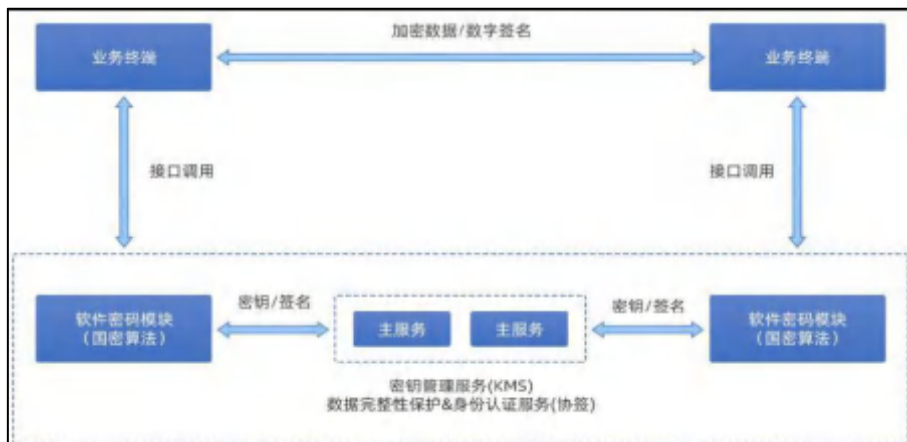 加密数据/数字签名
业务终端
业务终端
接口调用
接口调用
密钥/签名
密钥/签名
软件密码模块
(国密算法)
主服务
主服务
软件密码模块
(国密算法)
密钥管理服务(KMS)
数据完整性保护&身份认证服务(协签)